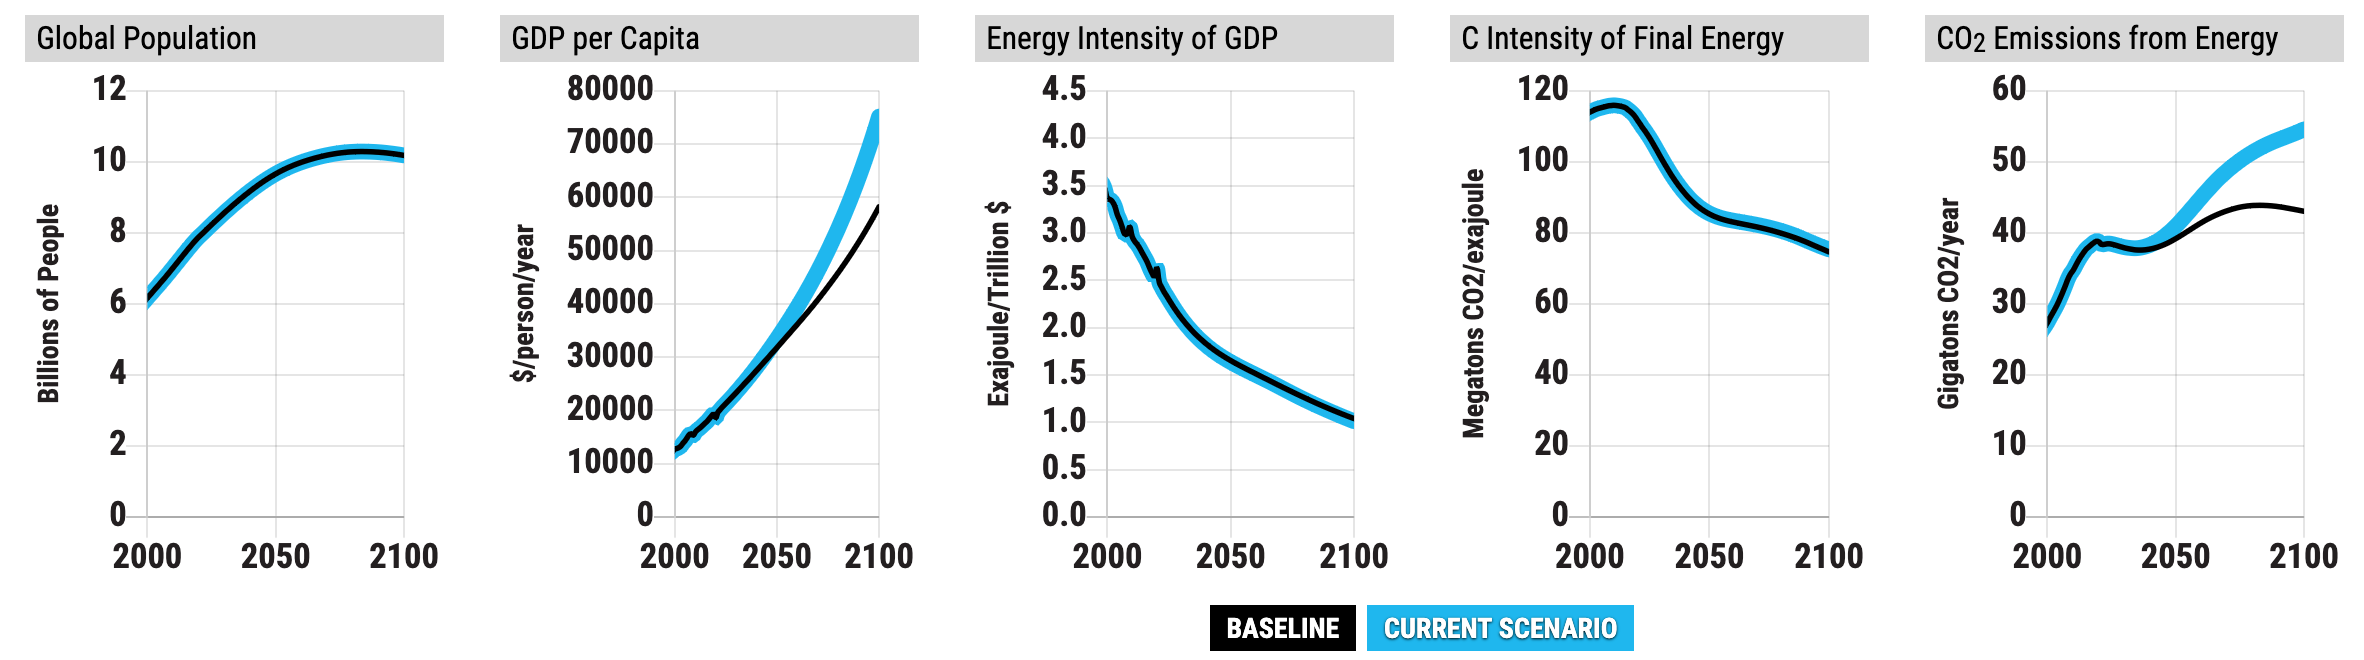 Global Population
12
10
8
6
4
2
0
2000 2050 2100
Billions of People
GDP per Capita
80000
70000
60000
50000
40000
30000
20000
10000
0
2000 2050 2100
$/person/year
Energy Intensity of GDP
4.5
4.0
3.5
3.0
2.5
2.0
1.5
1.0
0.5
0.0
2000 2050 2100
Exajoule/Trillion $
C Intensity of Final Energy
120
100
80
60
40
20
0
2000 2050 2100
Megatons CO2/exajoule
CO₂ Emissions from Energy
60
50
40
30
20
10
0
2000 2050 2100
Gigatons CO2/year
BASELINE
CURRENT SCENARIO